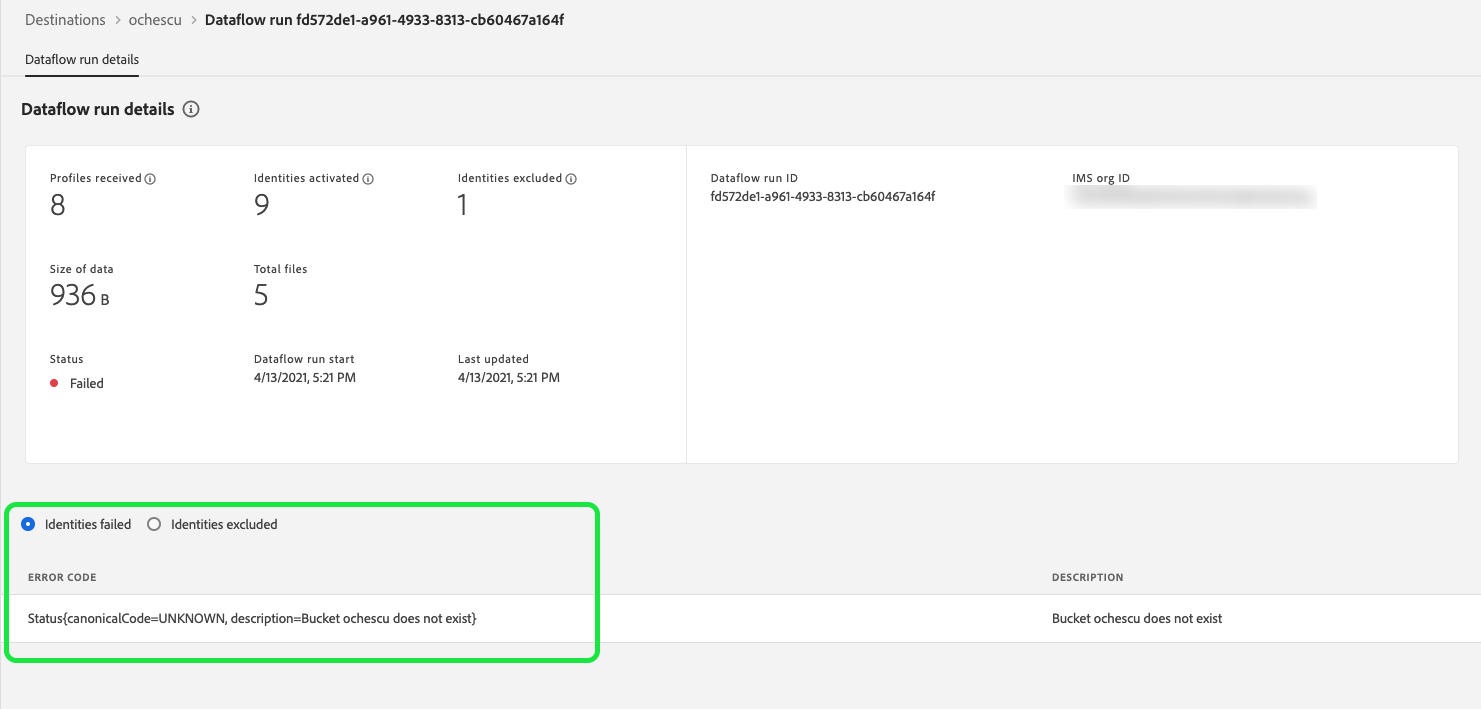 Destinations > ochescu > Dataflow run fd572de1-a961-4933-8313-cb60467a164f
Dataflow run details
Dataflow run details
Profiles received Identities activated Identities excluded
8 9 1
Dataflow run ID IMS org ID
fd572de1-a961-4933-8313-cb60467a164f
Size of data Total files
936 B 5
Status Dataflow run start Last updated
Failed 4/13/2021, 5:21 PM 4/13/2021, 5:21 PM
Identities failed Identities excluded
ERROR CODE DESCRIPTION
Status{canonicalCode=UNKNOWN, description=Bucket ochescu does not exist} Bucket ochescu does not exist